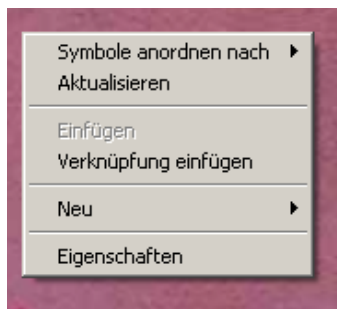 Symbole anordnen nach
Aktualisieren
Einfügen
Verknüpfung einfügen
Neu
Eigenschaften